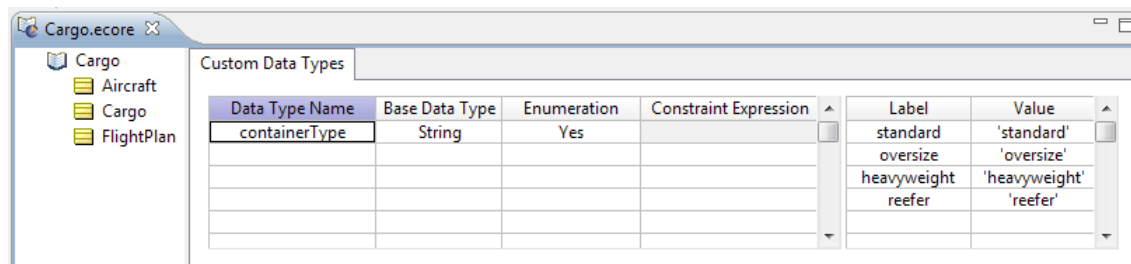 Cargo.ecore
Cargo
Aircraft
Cargo
FlightPlan
Custom Data Types
Data Type Name Base Data Type Enumeration Constraint Expression Label Value
containerType String Yes standard 'standard'
oversize 'oversize'
heavyweight 'heavyweight'
reefer 'reefer'